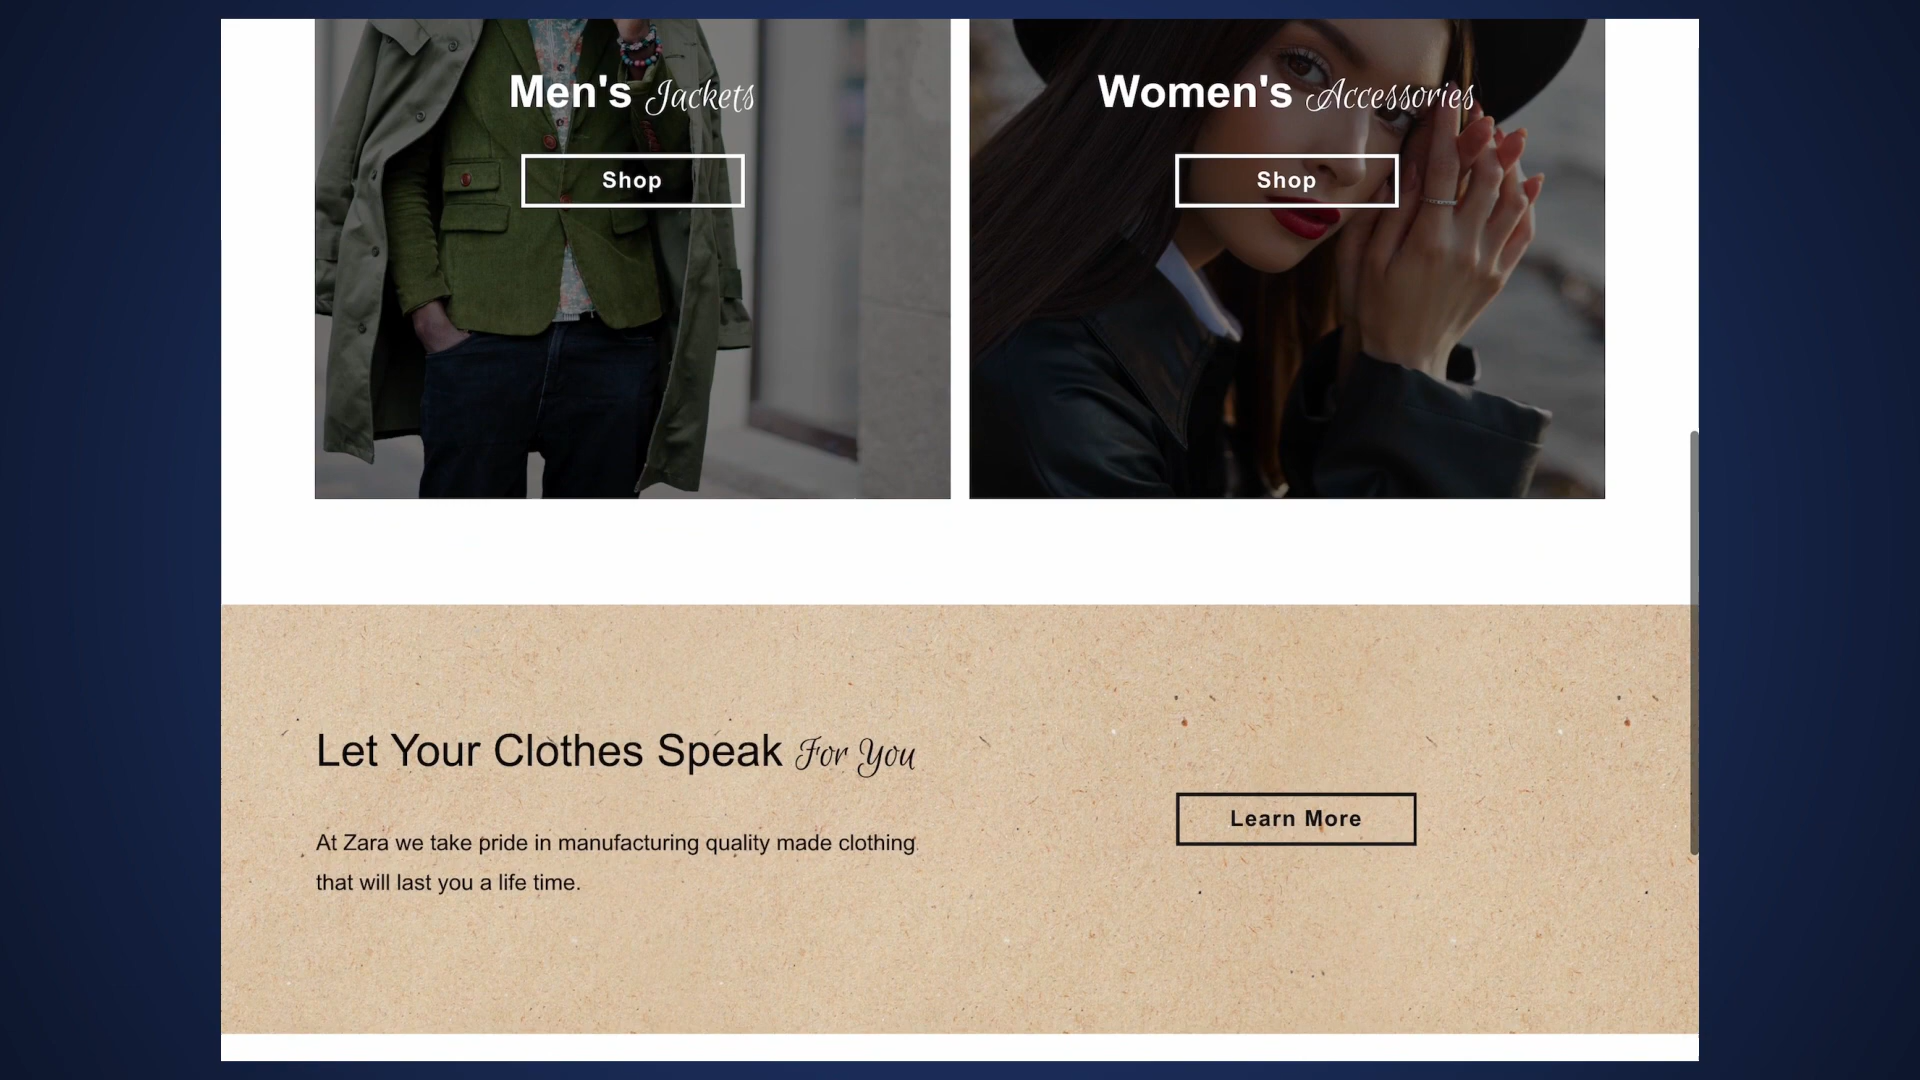 Men's Jackets
Women's Accessories
Shop
Shop
Let Your Clothes Speak For You
At Zara we take pride in manufacturing quality made clothing
that will last you a life time.
Learn More